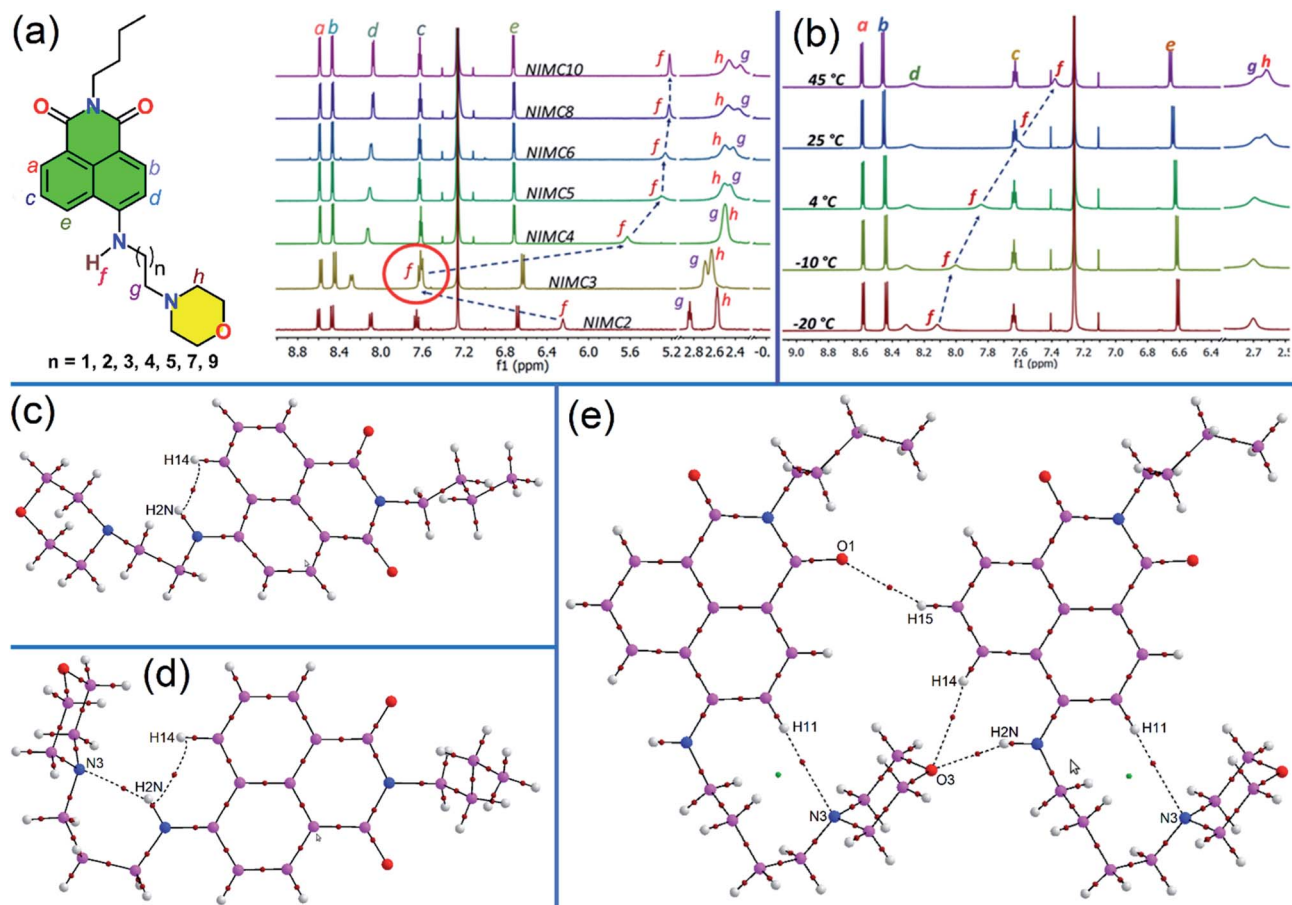 (a)
O N O
a b
c d
e
N
H n
f g
N h
O
n = 1, 2, 3, 4, 5, 7, 9
a b d c e
f h g
NIMC10
f h g
NIMC8
f h g
NIMC6
f h g
NIMC5
f g h
NIMC4
f g h
NIMC3
f g h
NIMC2
8.8 8.4 8.0 7.6 7.2 6.8 6.4 6.0 5.6 5.2 2.8 2.6 2.4 -0.
f1 (ppm)
(b)
a b d c f e g h
45 °C
f
25 °C
f
4 °C
f
-10 °C
f
-20 °C
9.0 8.8 8.6 8.4 8.2 8.0 7.8 7.6 7.4 7.2 7.0 6.8 6.6 6.4 2.7 2.5
f1 (ppm)
(c)
H14
H2N
(d)
H14
N3
H2N
(e)
O1
H15
H14
H11
H2N
H11
O3
N3
N3